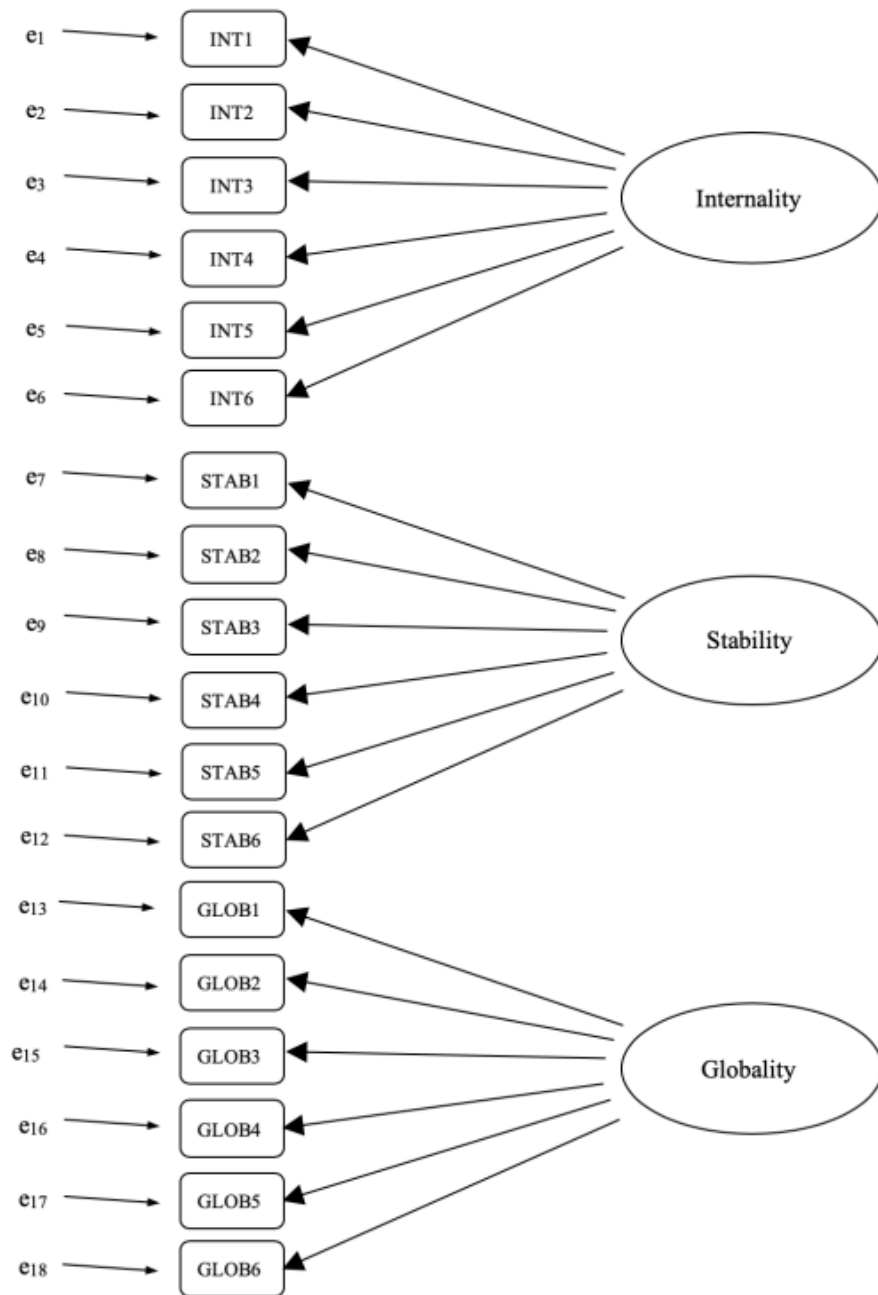 e1 INT1
e2 INT2
e3 INT3
Internality
e4 INT4
e5 INT5
e6 INT6
e7 STAB1
e8 STAB2
e9 STAB3
Stability
e10 STAB4
e11 STAB5
e12 STAB6
e13 GLOB1
e14 GLOB2
e15 GLOB3
Globality
e16 GLOB4
e17 GLOB5
e18 GLOB6